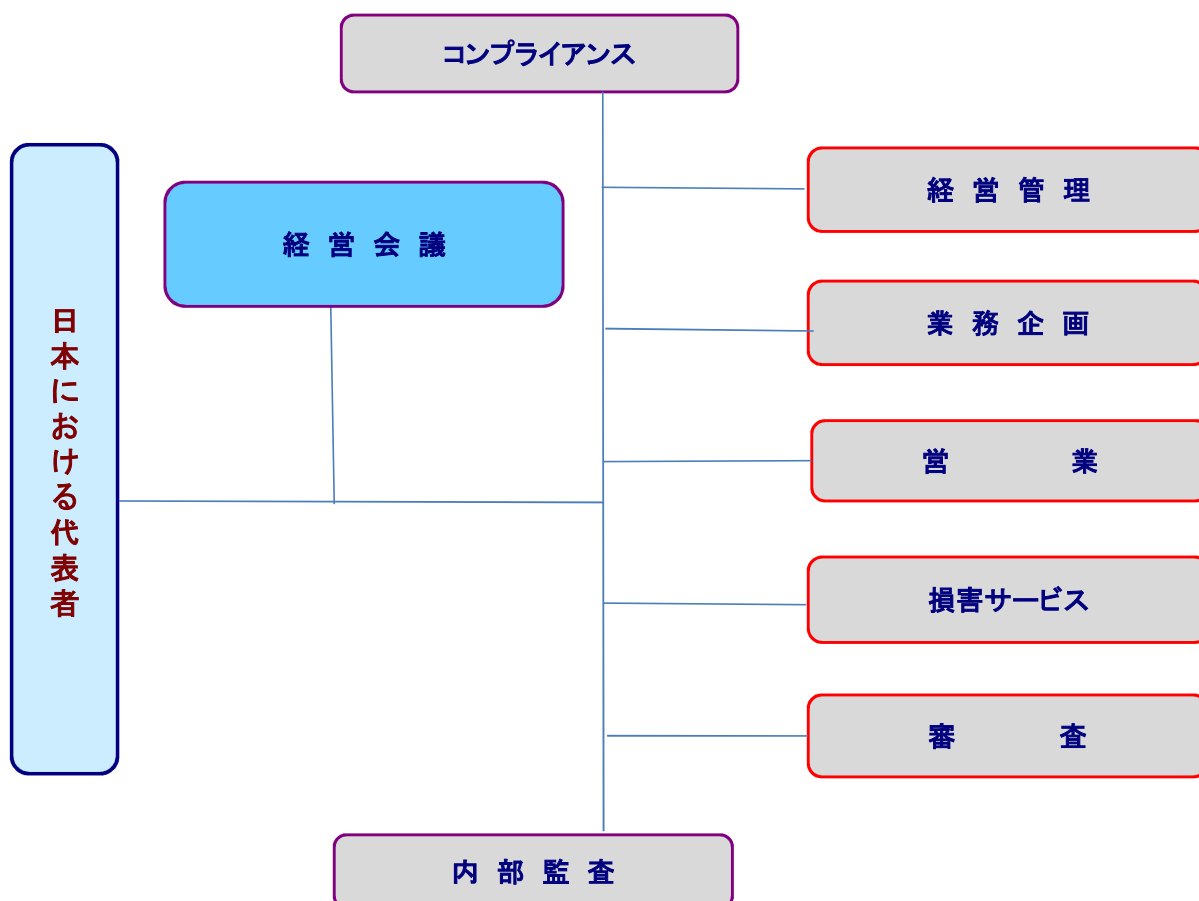 コンプライアンス
経営管理
経営会議
業務企画
日本における代表者
営業
損害サービス
審査
内部監査